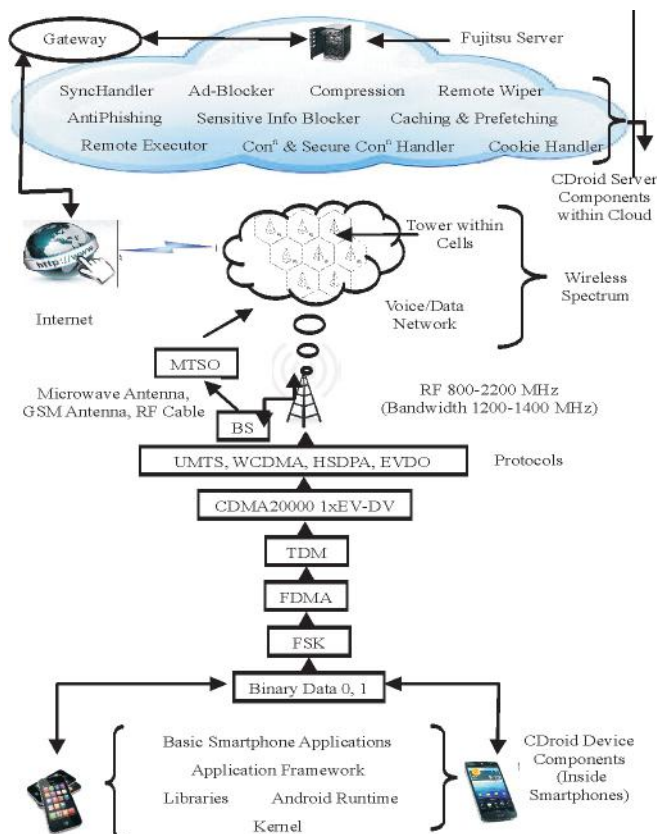 Gateway
Fujitsu Server
SyncHandler Ad-Blocker Compression Remote Wiper
AntiPhishing Sensitive Info Blocker Caching & Prefetching
Remote Executor Conⁿ & Secure Conⁿ Handler Cookie Handler
CDroid Server
Components
within Cloud
http://www
Internet
Tower within
Cells
Voice/Data
Network
Wireless
Spectrum
MTSO
Microwave Antenna,
GSM Antenna, RF Cable
BS
RF 800-2200 MHz
(Bandwidth 1200-1400 MHz)
UMTS, WCDMA, HSDPA, EVDO
Protocols
CDMA20000 1xEV-DV
TDM
FDMA
FSK
Binary Data 0, 1
Basic Smartphone Applications
Application Framework
Libraries Android Runtime
Kernel
CDroid Device
Components
(Inside
Smartphones)